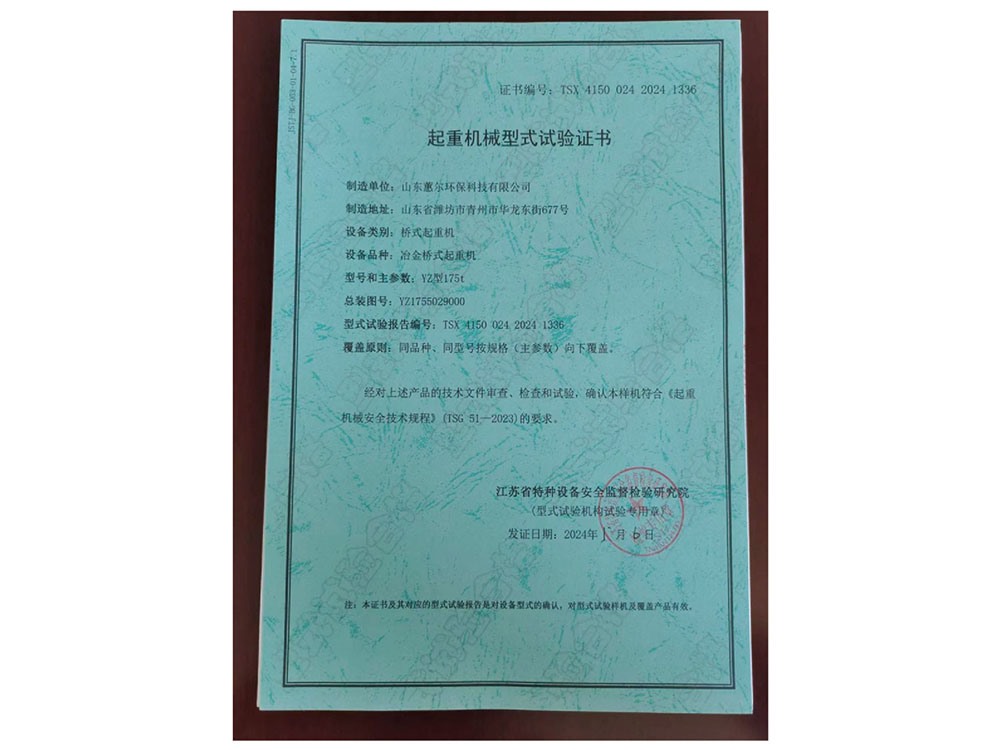 JSTJ/JL-030-01-04-7.1
证书编号：TSX 4150 024 2024 1336
起重机械型式试验证书
制造单位：山东蕙尔环保科技有限公司
制造地址：山东省潍坊市青州市华龙东街677号
设备类别：桥式起重机
设备品种：冶金桥式起重机
型号和主参数：YZ型175t
总装图号：YZ1755029000
型式试验报告编号：TSX 4150 024 2024 1336
覆盖原则：同品种、同型号按规格（主参数）向下覆盖。
经对上述产品的技术文件审查、检查和试验，确认本样机符合《起重
机械安全技术规程》(TSG 51—2023)的要求。
江苏省特种设备安全监督检验研究院
(型式试验机构试验专用章)
发证日期：2024年 月6日
注：本证书及其对应的型式试验报告是对设备型式的确认，对型式试验样机及覆盖产品有效。